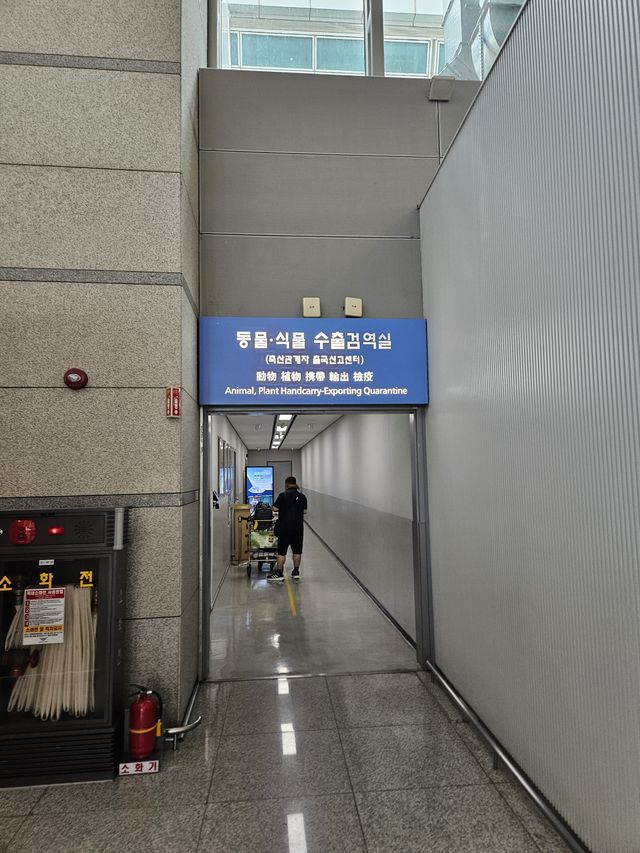 동물·식물 수출검역실
(축산관계자 출국신고센터)
動物 植物 携帶 輸出 檢疫
Animal, Plant Handcarry-Exporting Quarantine
소 화 전
소화기